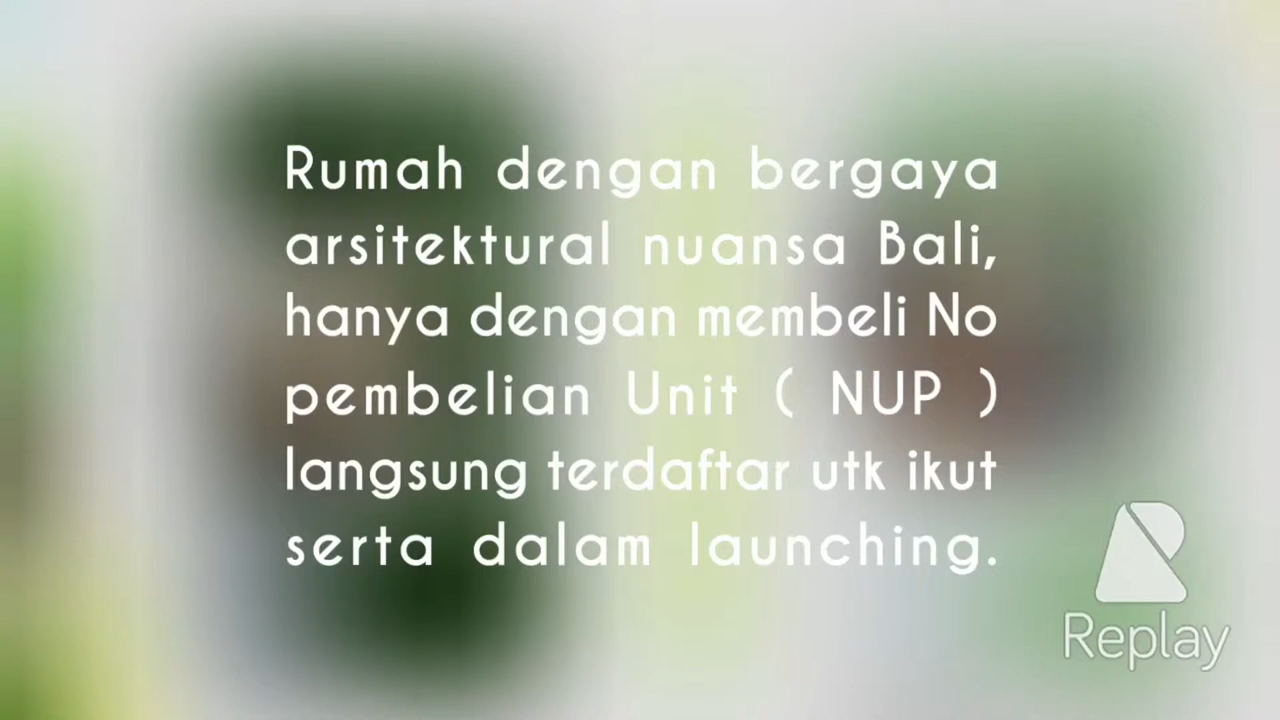 Rumah dengan bergaya
arsitektural nuansa Bali,
hanya dengan membeli No
pembelian Unit ( NUP )
langsung terdaftar utk ikut
serta dalam launching.
Replay